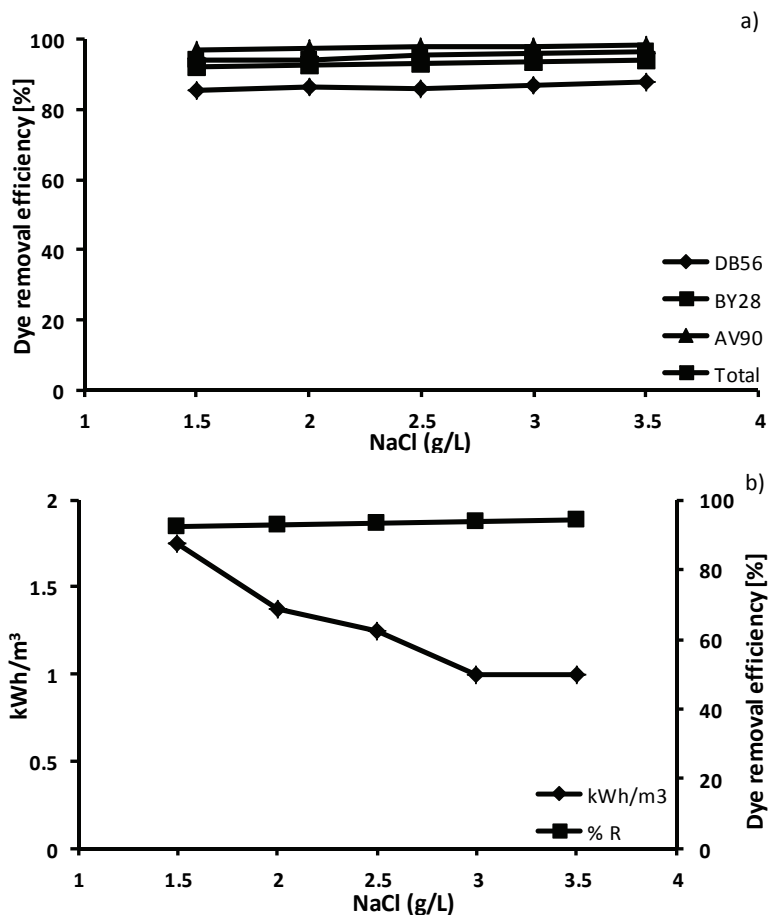 a)
100
80
60
40
20
0
Dye removal efficiency [%]
DB56
BY28
AV90
Total
1
1.5
2
2.5
3
3.5
4
NaCl (g/L)
b)
2
1.5
1
0.5
0
kWh/m³
100
80
60
40
20
0
Dye removal efficiency [%]
kWh/m3
% R
1
1.5
2
2.5
3
3.5
4
NaCl (g/L)